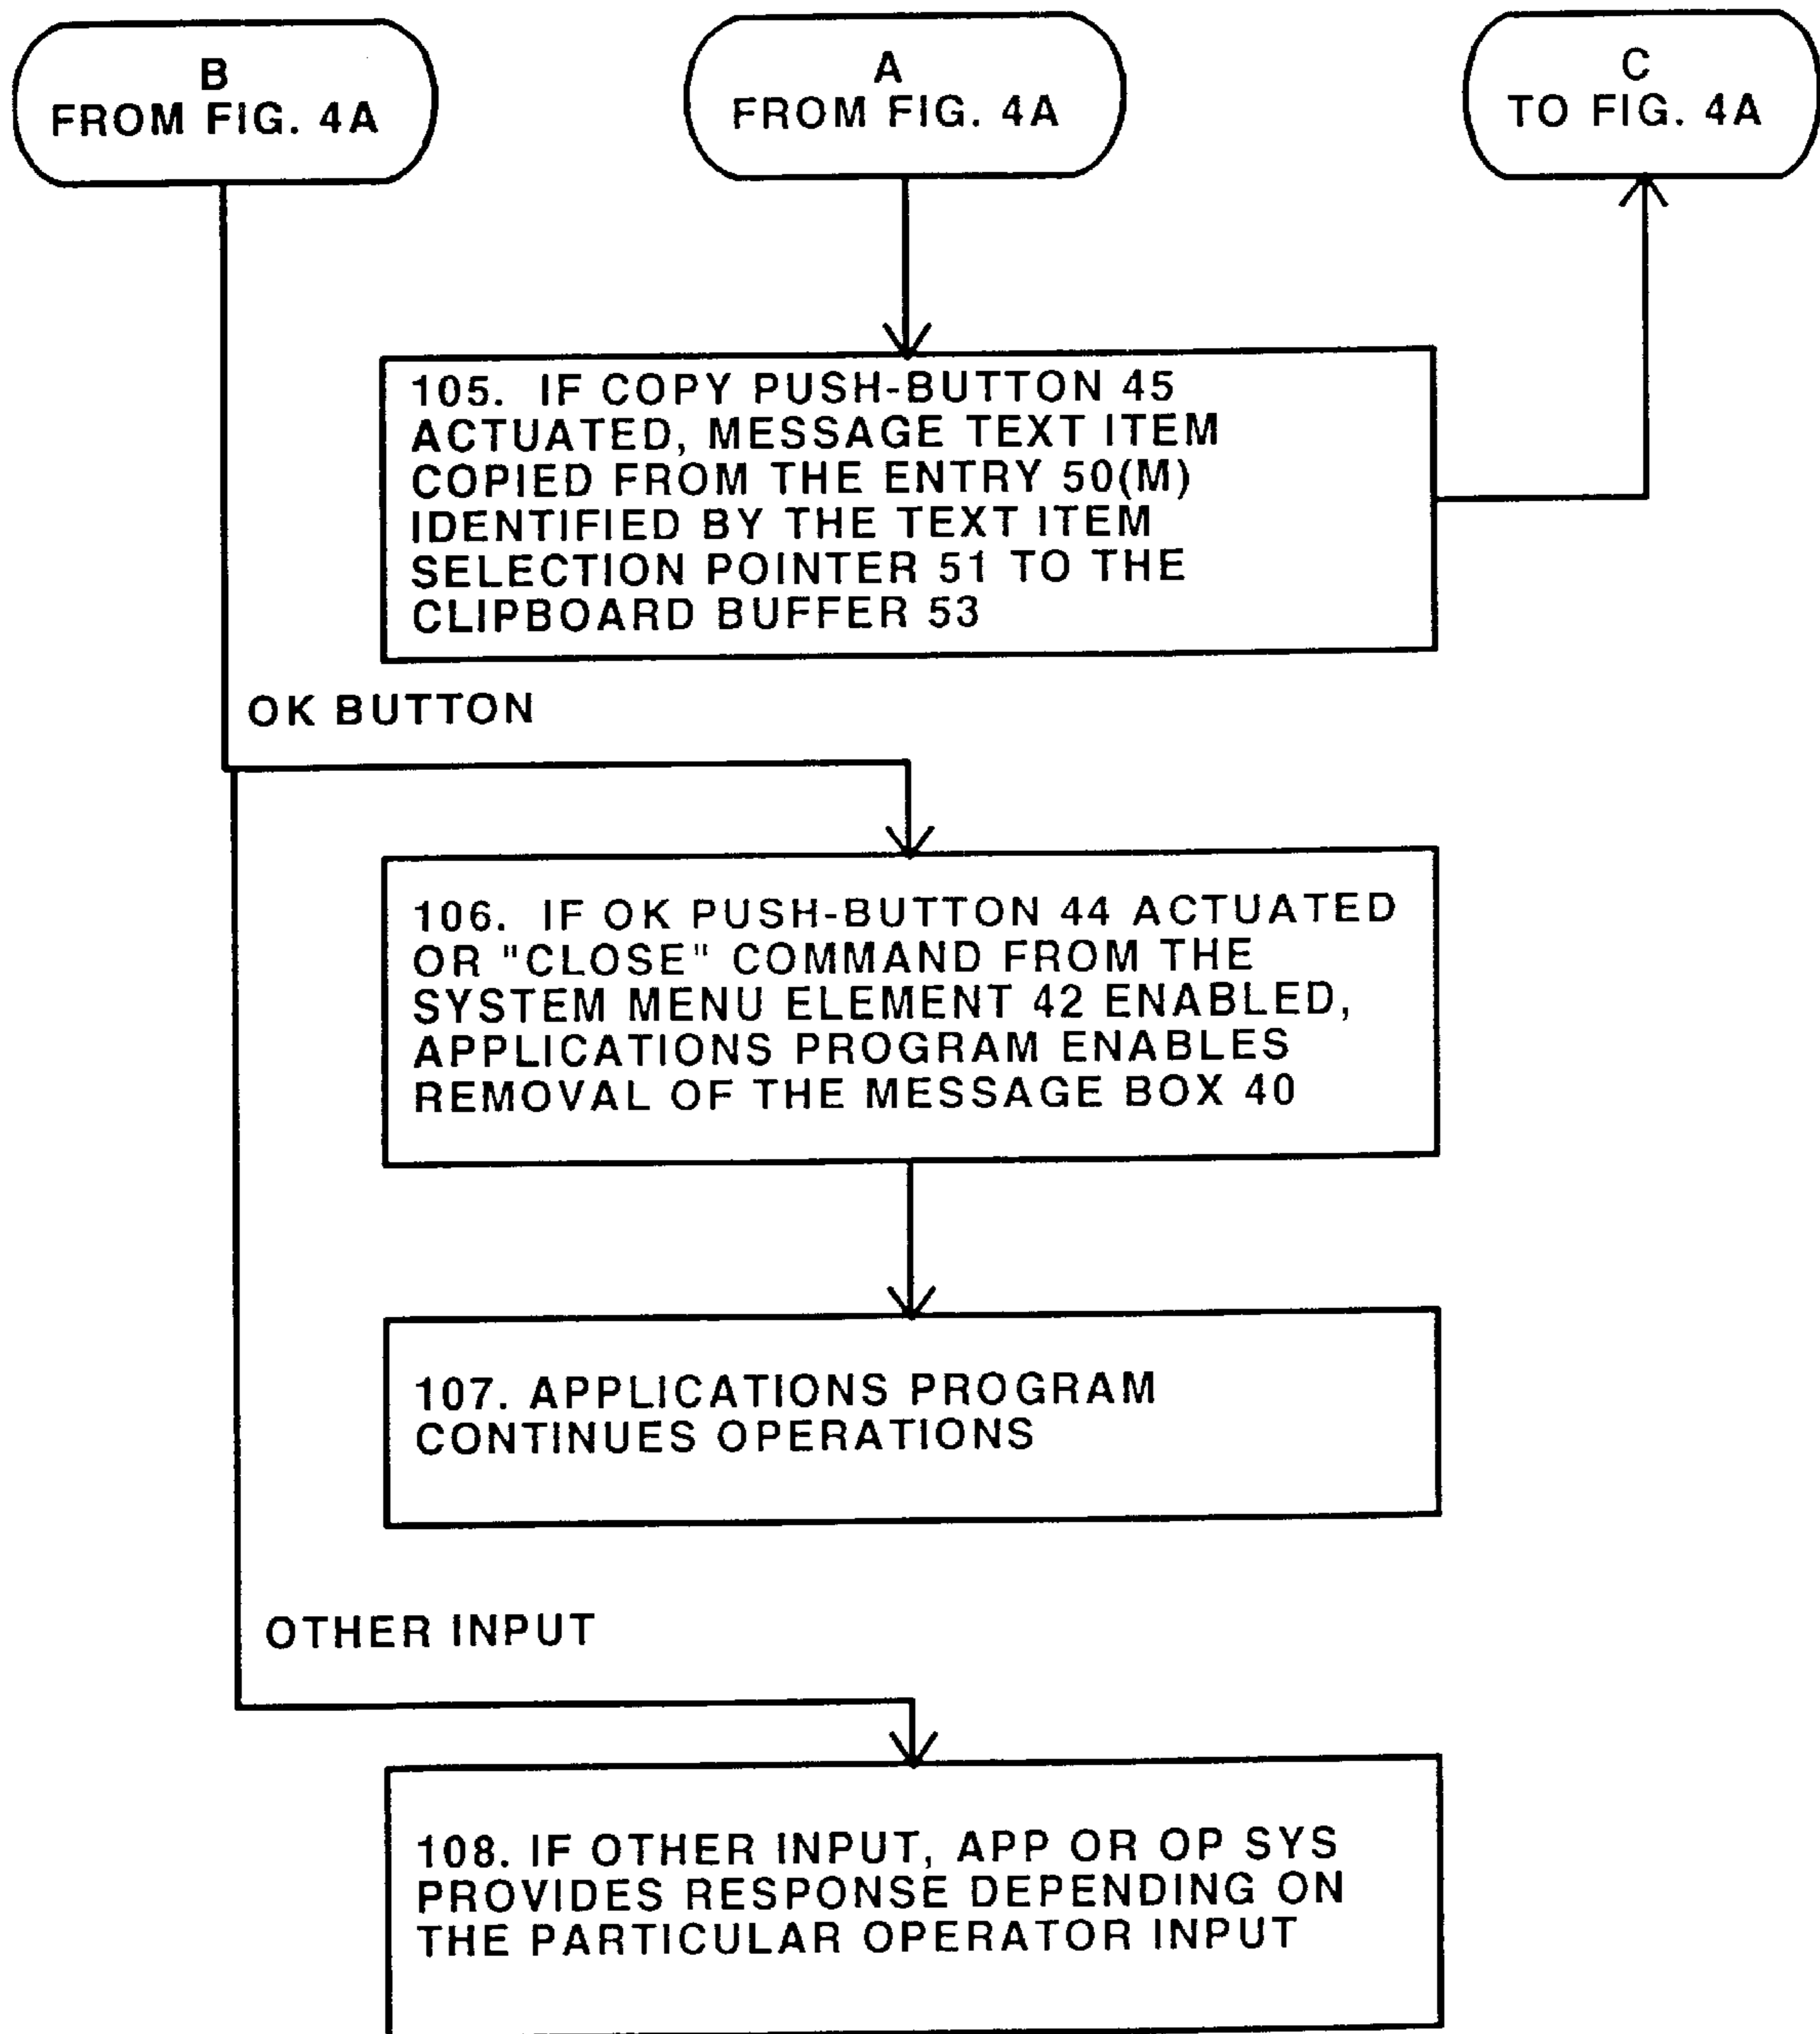 B
FROM FIG. 4A
A
FROM FIG. 4A
C
TO FIG. 4A
105. IF COPY PUSH-BUTTON 45
ACTUATED, MESSAGE TEXT ITEM
COPIED FROM THE ENTRY 50(M)
IDENTIFIED BY THE TEXT ITEM
SELECTION POINTER 51 TO THE
CLIPBOARD BUFFER 53
OK BUTTON
106. IF OK PUSH-BUTTON 44 ACTUATED
OR "CLOSE" COMMAND FROM THE
SYSTEM MENU ELEMENT 42 ENABLED,
APPLICATIONS PROGRAM ENABLES
REMOVAL OF THE MESSAGE BOX 40
107. APPLICATIONS PROGRAM
CONTINUES OPERATIONS
OTHER INPUT
108. IF OTHER INPUT, APP OR OP SYS
PROVIDES RESPONSE DEPENDING ON
THE PARTICULAR OPERATOR INPUT